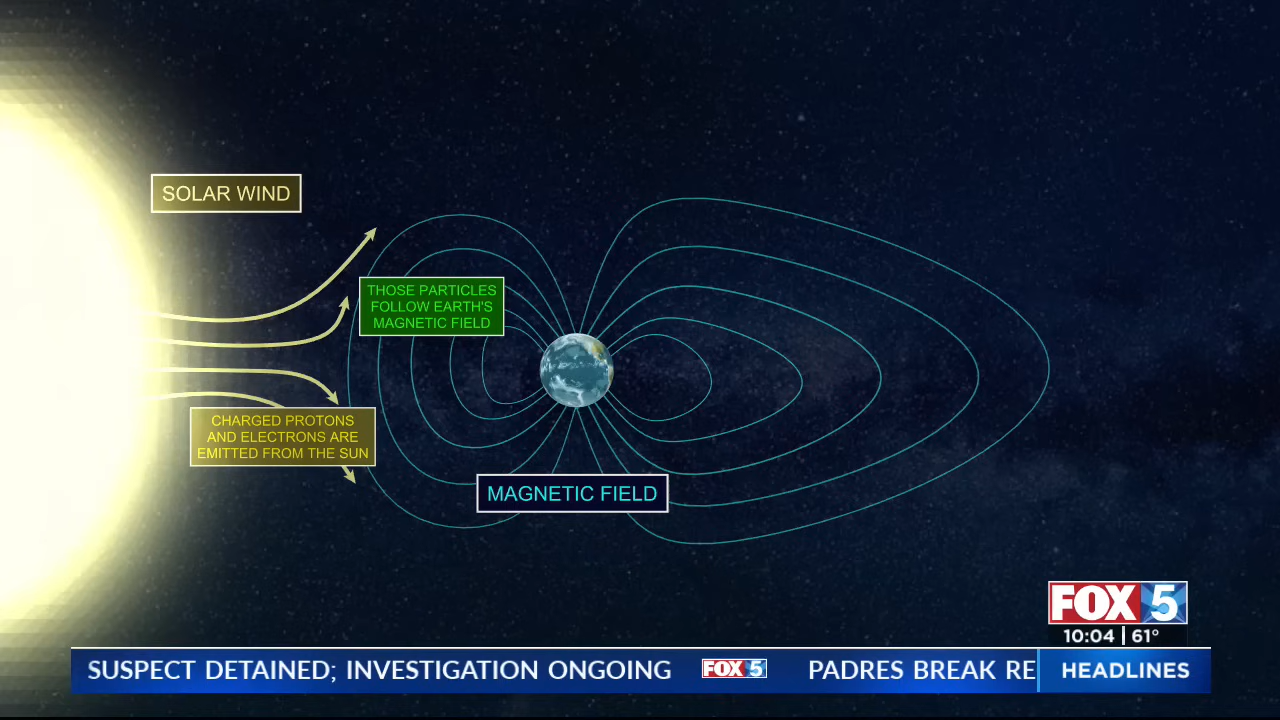 SOLAR WIND
THOSE PARTICLES
FOLLOW EARTH'S
MAGNETIC FIELD
CHARGED PROTONS
AND ELECTRONS ARE
EMITTED FROM THE SUN
MAGNETIC FIELD
FOX 5
10:04 | 61°
SUSPECT DETAINED; INVESTIGATION ONGOING FOX 5 PADRES BREAK RE HEADLINES